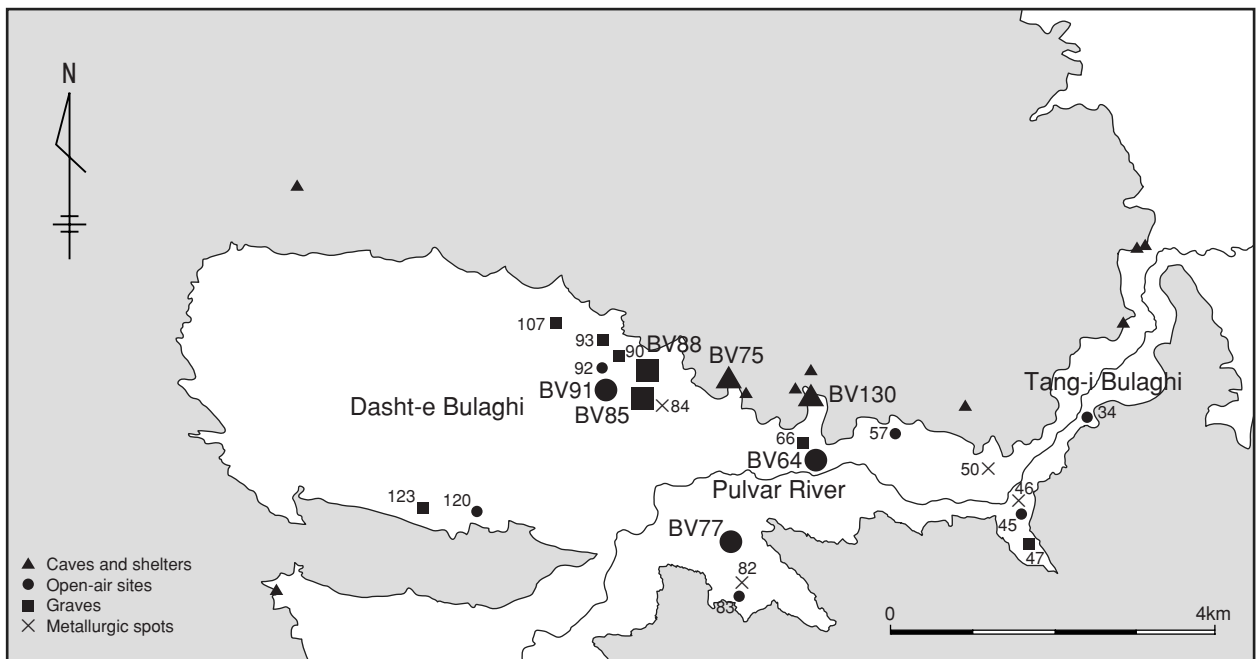 N
107
93
90
BV88
92
BV91
BV85
84
BV75
BV130
Tang-i Bulaghi
34
Dasht-e Bulaghi
66
57
BV64
50
Pulvar River
46
45
47
123
120
BV77
82
83
Caves and shelters
Open-air sites
Graves
Metallurgic spots
0 4km